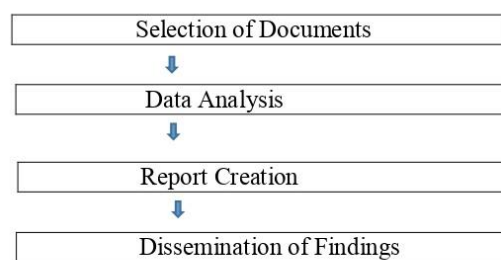 Selection of Documents
Data Analysis
Report Creation
Dissemination of Findings